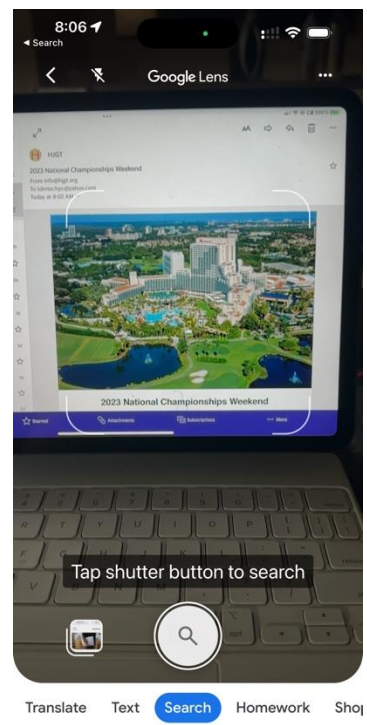 8:06
Search
Google Lens
HJGT
2023 National Championships Weekend
From info@hjgt.org
Today at 8:02 AM
2023 National Championships Weekend
Starred
Attachments
Subscriptions
More
Tap shutter button to search
Translate Text Search Homework Shop